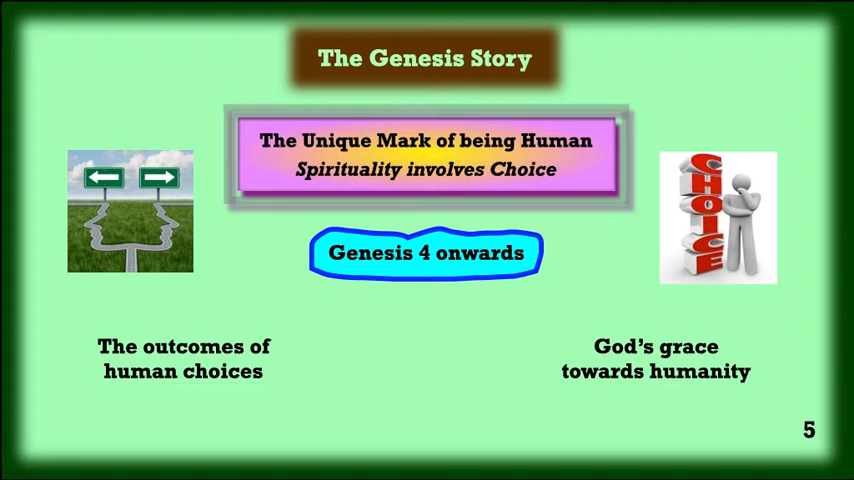 The Genesis Story
The Unique Mark of being Human
Spirituality involves Choice
CHOICE
Genesis 4 onwards
The outcomes of
human choices
God's grace
towards humanity
5